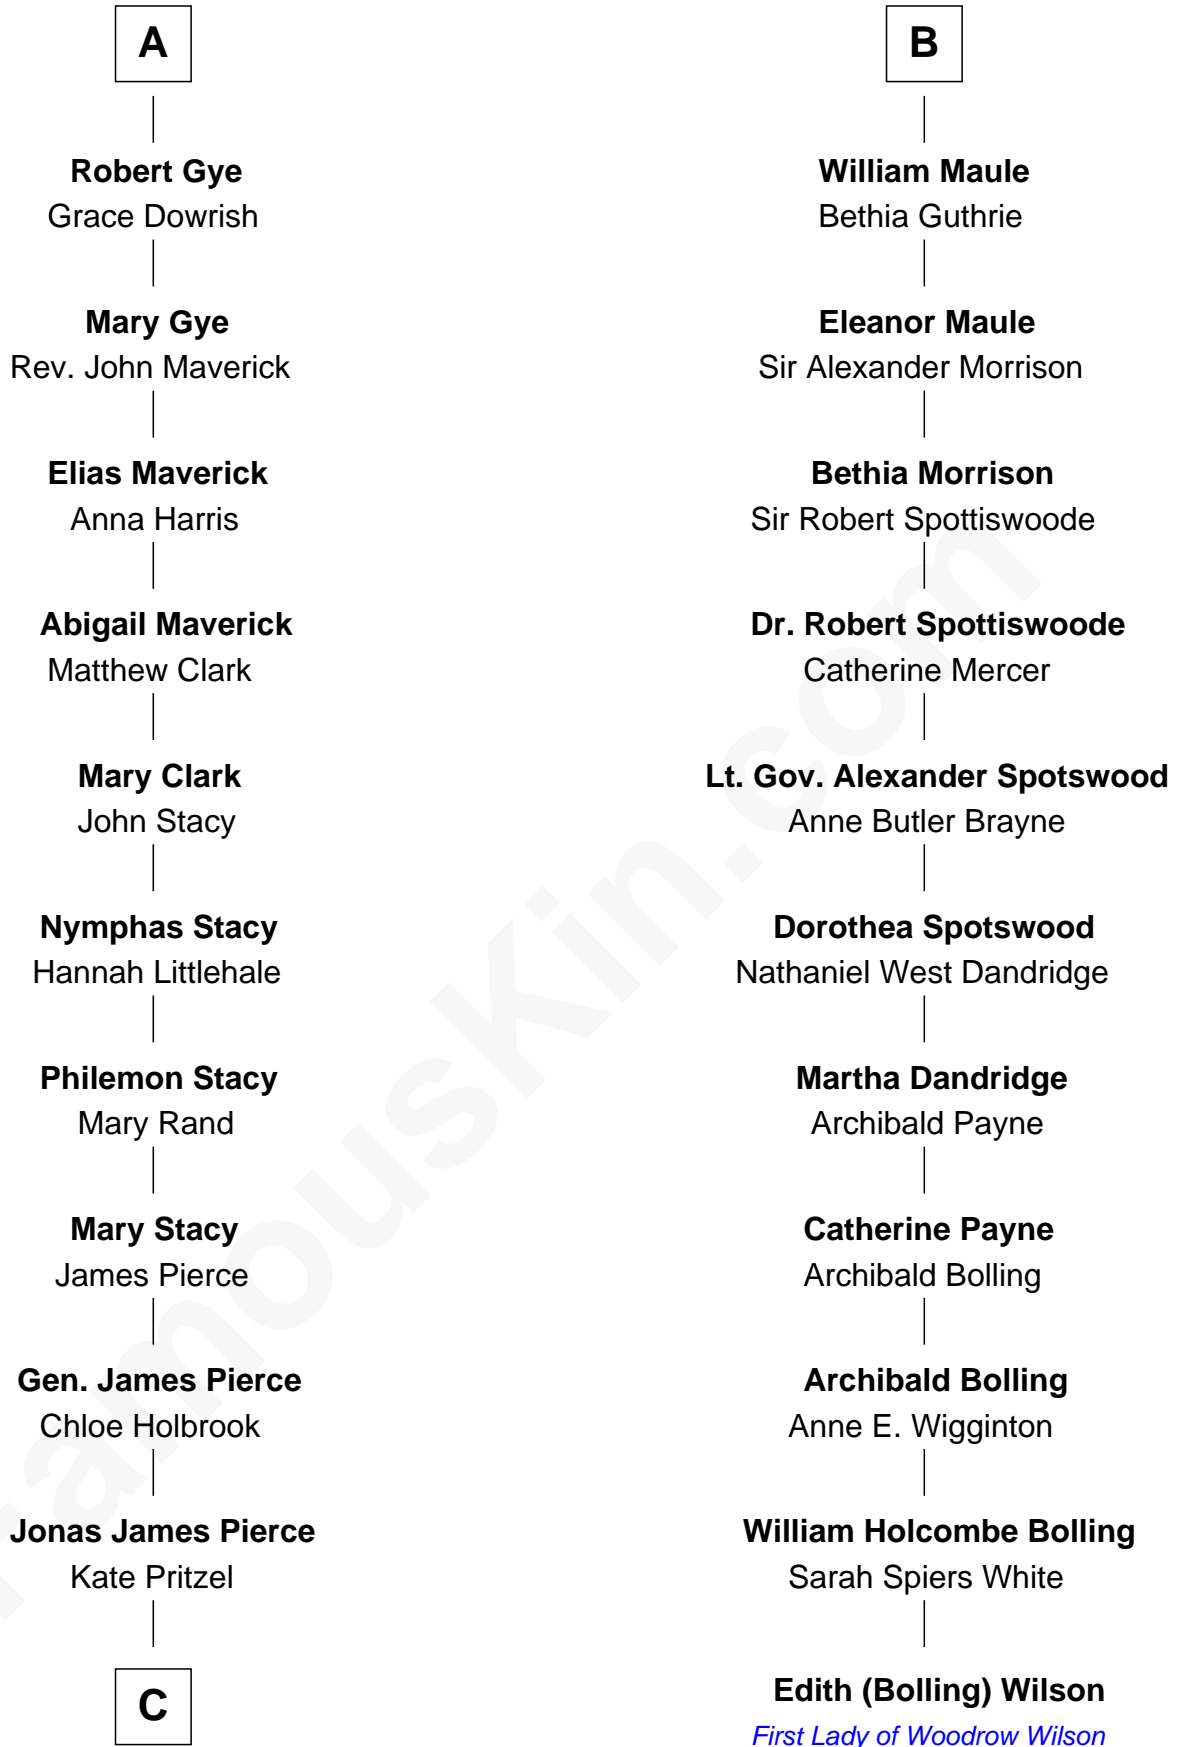 A
Robert Gye
Grace Dowrish
Mary Gye
Rev. John Maverick
Elias Maverick
Anna Harris
Abigail Maverick
Matthew Clark
Mary Clark
John Stacy
Nymphas Stacy
Hannah Littlehale
Philemon Stacy
Mary Rand
Mary Stacy
James Pierce
Gen. James Pierce
Chloe Holbrook
Jonas James Pierce
Kate Pritzel
C
B
William Maule
Bethia Guthrie
Eleanor Maule
Sir Alexander Morrison
Bethia Morrison
Sir Robert Spottiswoode
Dr. Robert Spottiswoode
Catherine Mercer
Lt. Gov. Alexander Spotswood
Anne Butler Brayne
Dorothea Spotswood
Nathaniel West Dandridge
Martha Dandridge
Archibald Payne
Catherine Payne
Archibald Bolling
Archibald Bolling
Anne E. Wigginton
William Holcombe Bolling
Sarah Spiers White
Edith (Bolling) Wilson
First Lady of Woodrow Wilson
FamousKin.com